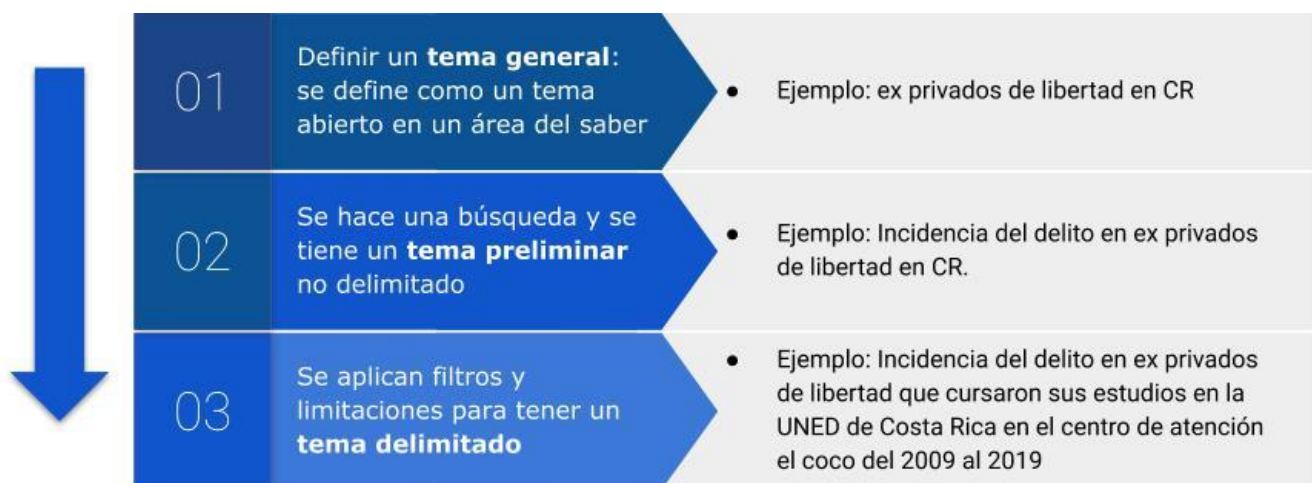 01
Definir un tema general:
se define como un tema
abierto en un área del saber
● Ejemplo: ex privados de libertad en CR
02
Se hace una búsqueda y se
tiene un tema preliminar
no delimitado
● Ejemplo: Incidencia del delito en ex privados
de libertad en CR.
03
Se aplican filtros y
limitaciones para tener un
tema delimitado
● Ejemplo: Incidencia del delito en ex privados
de libertad que cursaron sus estudios en la
UNED de Costa Rica en el centro de atención
el coco del 2009 al 2019